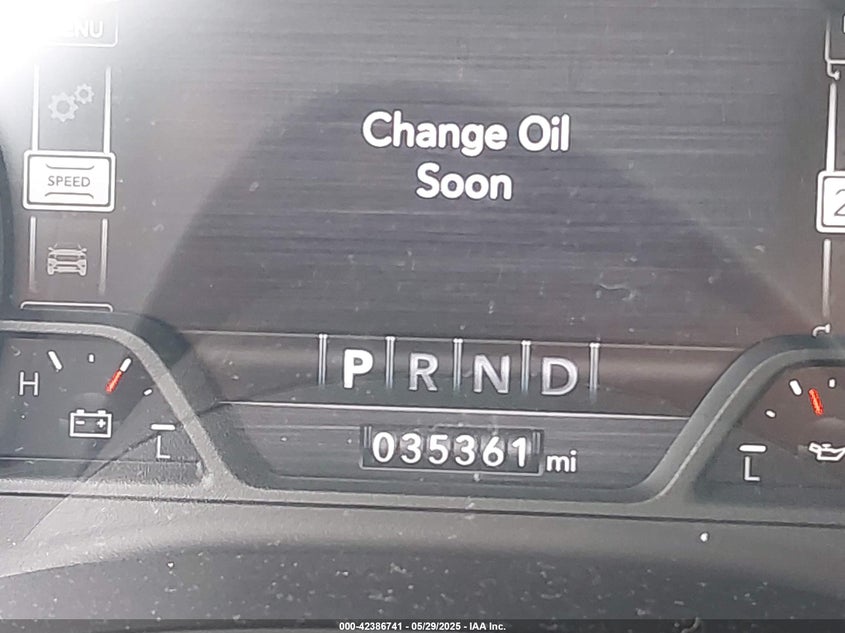 Change Oil
Soon
SPEED
P R N D
H
L
035361 mi
L
000-42386741 - 05/29/2025 - IAA Inc.